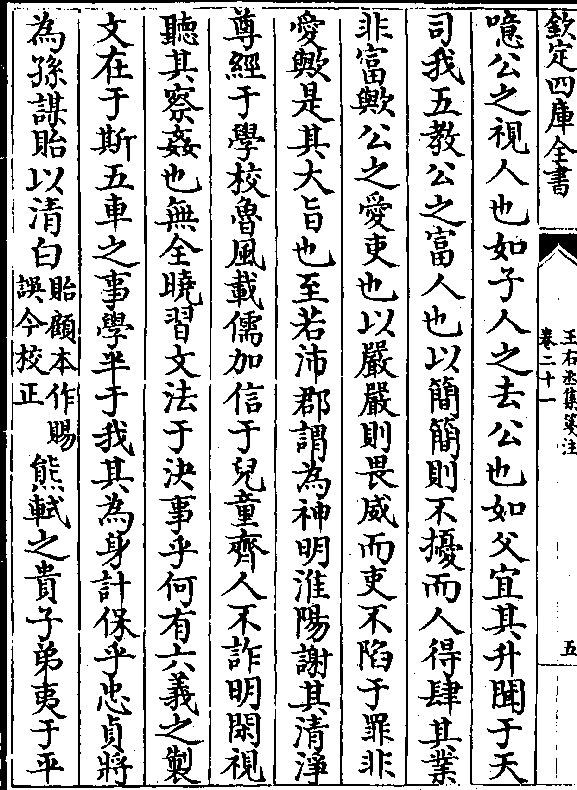 欽定四庫全書
王右丞集箋注
卷二十一
五
噫公之視人也如子人之去公也如父宜其升聞于天
司我五教公之富人也以簡簡則不擾而人得肆其業
非富歟公之愛吏也以嚴嚴則畏威而吏不陷于罪非
愛歟是其大旨也至若沛郡謂為神明淮陽謝其清淨
尊經于學校魯風載儒加信于兒童齊人不詐明閑視
聽其察姦也無全曉習文法于決事乎何有六義之製
文在于斯五車之事學半于我其為身計保乎忠貞將
為孫謀貽以清白貽顧本作賜誤今校正熊軾之貴子弟夷于平